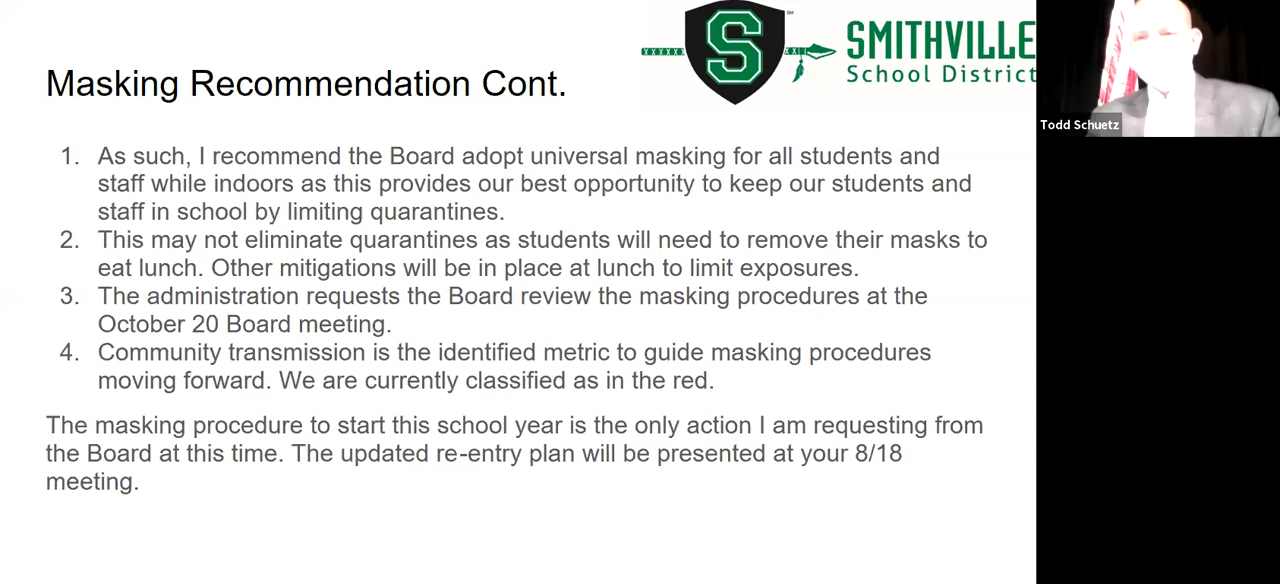 SMITHVILLE
School District
S
SM
Todd Schuetz
Masking Recommendation Cont.
1. As such, I recommend the Board adopt universal masking for all students and
staff while indoors as this provides our best opportunity to keep our students and
staff in school by limiting quarantines.
2. This may not eliminate quarantines as students will need to remove their masks to
eat lunch. Other mitigations will be in place at lunch to limit exposures.
3. The administration requests the Board review the masking procedures at the
October 20 Board meeting.
4. Community transmission is the identified metric to guide masking procedures
moving forward. We are currently classified as in the red.
The masking procedure to start this school year is the only action I am requesting from
the Board at this time. The updated re-entry plan will be presented at your 8/18
meeting.